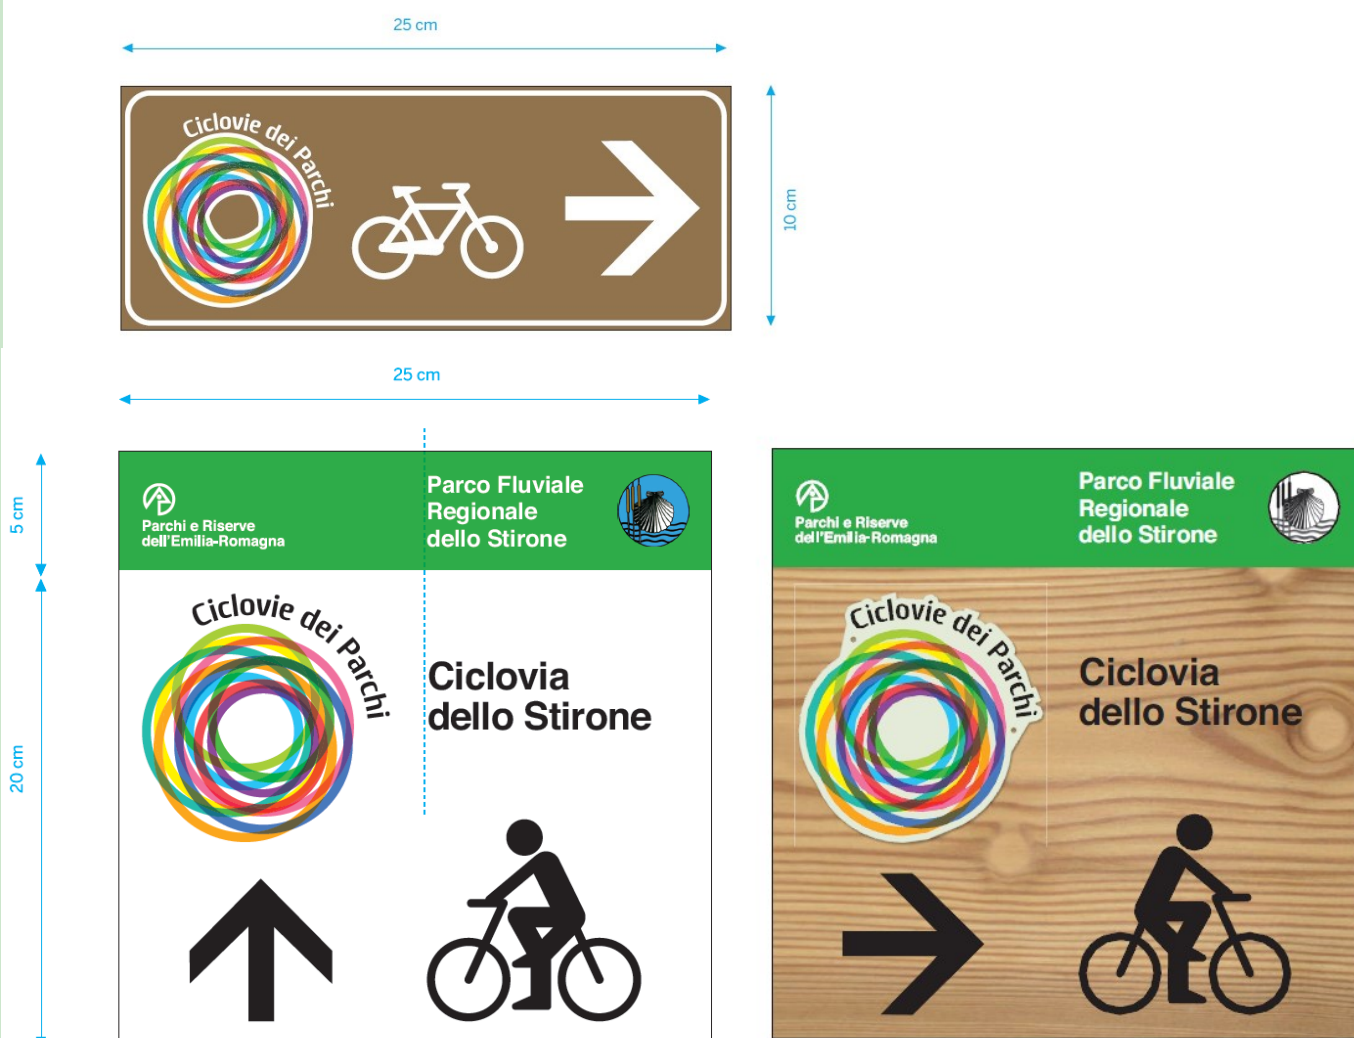 25 cm
Ciclovie dei Parchi
10 cm
25 cm
5 cm
20 cm
Parchi e Riserve
dell'Emilia-Romagna
Parco Fluviale
Regionale
dello Stirone
Ciclovie dei Parchi
Ciclovia
dello Stirone
Parchi e Riserve
dell'Emilia-Romagna
Parco Fluviale
Regionale
dello Stirone
Ciclovie dei Parchi
Ciclovia
dello Stirone